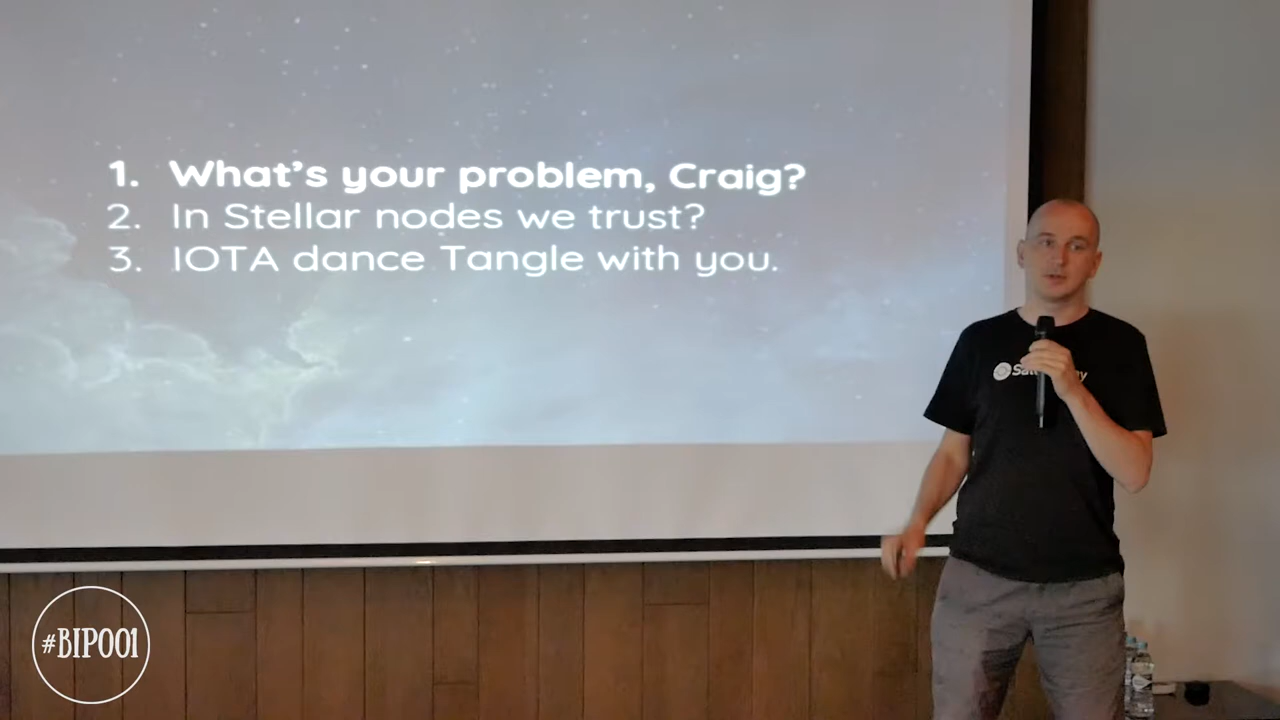 1. What's your problem, Craig?
2. In Stellar nodes we trust?
3. IOTA dance Tangle with you.
#BIP001